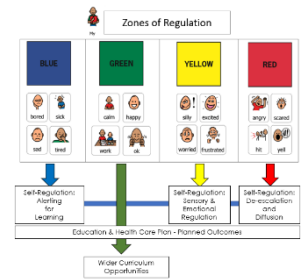 Zones of Regulation
Me
BLUE
GREEN
YELLOW
RED
bored
sick
calm
happy
silly
excited
angry
scared
sad
tired
work
ok
worried
frustrated
hit
yell
Self-Regulation:
Alerting
for
Learning
Self-Regulation:
Sensory &
Emotional
Regulation
Self-Regulation:
De-escalation
and
Diffusion
Education & Health Care Plan - Planned Outcomes
Wider Curriculum
Opportunities